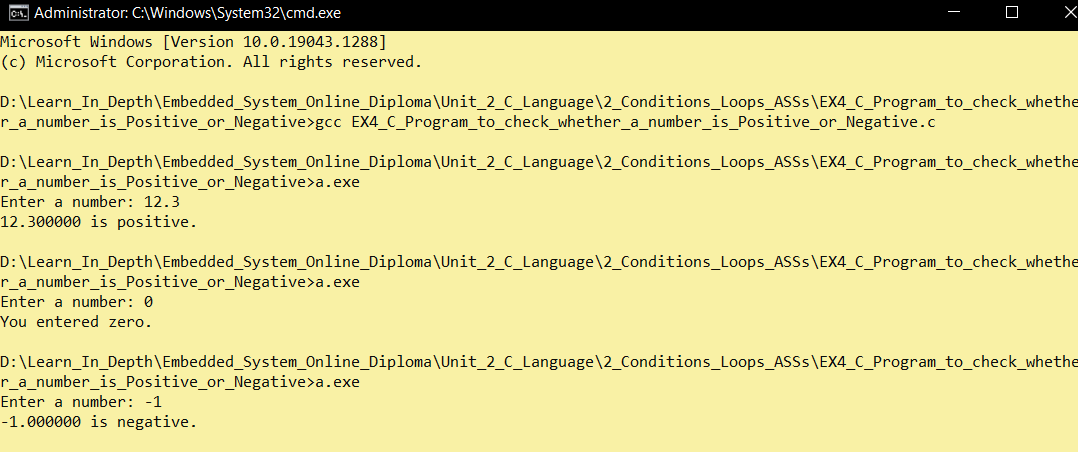 Administrator: C:\Windows\System32\cmd.exe
Microsoft Windows [Version 10.0.19043.1288]
(c) Microsoft Corporation. All rights reserved.
D:\Learn_In_Depth\Embedded_System_Online_Diploma\Unit_2_C_Language\2_Conditions_Loops_ASSs\EX4_C_Program_to_check_whethe
r_a_number_is_Positive_or_Negative>gcc EX4_C_Program_to_check_whether_a_number_is_Positive_or_Negative.c
D:\Learn_In_Depth\Embedded_System_Online_Diploma\Unit_2_C_Language\2_Conditions_Loops_ASSs\EX4_C_Program_to_check_whethe
r_a_number_is_Positive_or_Negative>a.exe
Enter a number: 12.3
12.300000 is positive.
D:\Learn_In_Depth\Embedded_System_Online_Diploma\Unit_2_C_Language\2_Conditions_Loops_ASSs\EX4_C_Program_to_check_whethe
r_a_number_is_Positive_or_Negative>a.exe
Enter a number: 0
You entered zero.
D:\Learn_In_Depth\Embedded_System_Online_Diploma\Unit_2_C_Language\2_Conditions_Loops_ASSs\EX4_C_Program_to_check_whethe
r_a_number_is_Positive_or_Negative>a.exe
Enter a number: -1
-1.000000 is negative.